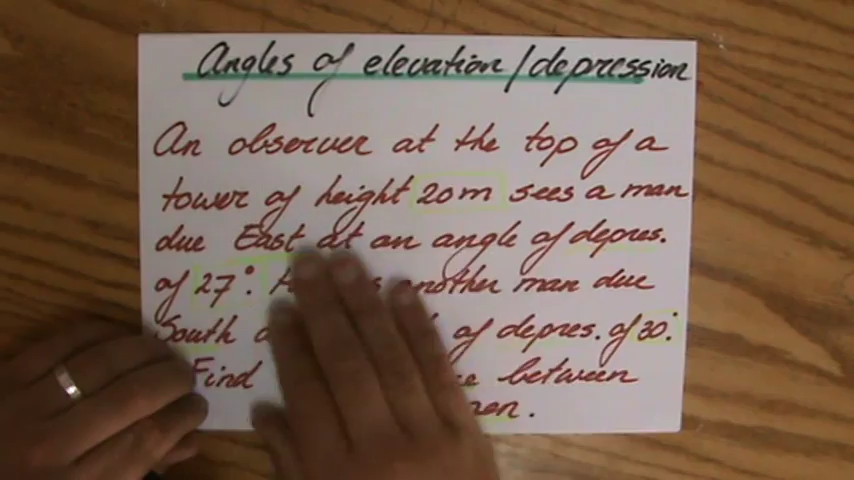 Angles of elevation/depression
An observer at the top of a
tower of height 20m sees a man
due East at an angle of depres.
of 27°. another man due
South of depres. of 30°.
Find between